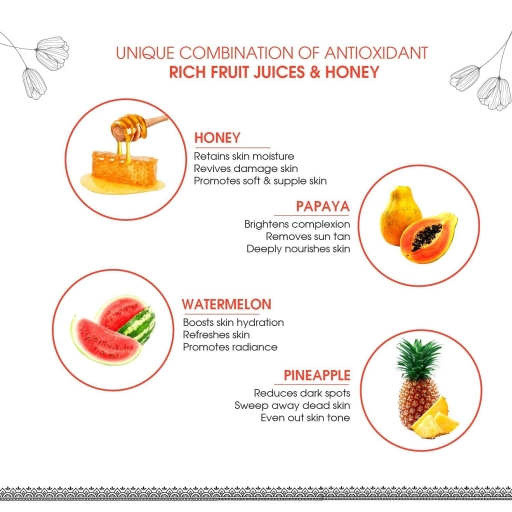 UNIQUE COMBINATION OF ANTIOXIDANT
RICH FRUIT JUICES & HONEY
HONEY
Retains skin moisture
Revives damage skin
Promotes soft & supple skin
PAPAYA
Brightens complexion
Removes sun tan
Deeply nourishes skin
WATERMELON
Boosts skin hydration
Refreshes skin
Promotes radiance
PINEAPPLE
Reduces dark spots
Sweep away dead skin
Even out skin tone